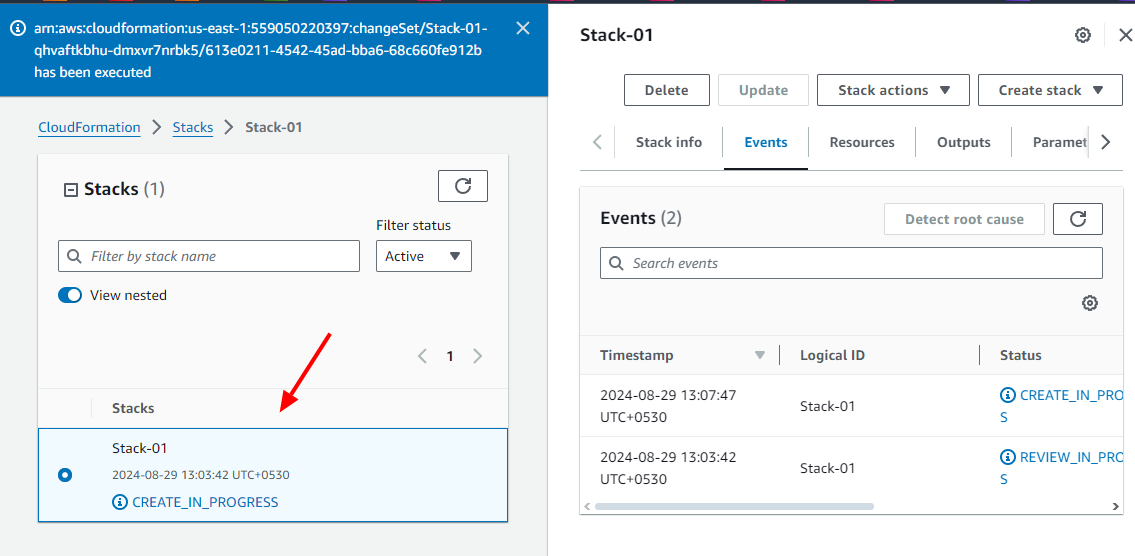 arn:aws:cloudformation:us-east-1:559050220397:changeSet/Stack-01-
qhvaftkbhu-dmxvr7nrbk5/613e0211-4542-45ad-bba6-68c660fe912b
has been executed
CloudFormation > Stacks > Stack-01
Stacks (1)
Filter status
Filter by stack name
Active
View nested
1
Stacks
Stack-01
2024-08-29 13:03:42 UTC+0530
CREATE_IN_PROGRESS
Stack-01
Delete Update Stack actions Create stack
Stack info Events Resources Outputs Paramet
Events (2)
Detect root cause
Search events
Timestamp Logical ID Status
2024-08-29 13:07:47
UTC+0530
Stack-01
CREATE_IN_PRO
S
2024-08-29 13:03:42
UTC+0530
Stack-01
REVIEW_IN_PRO
S